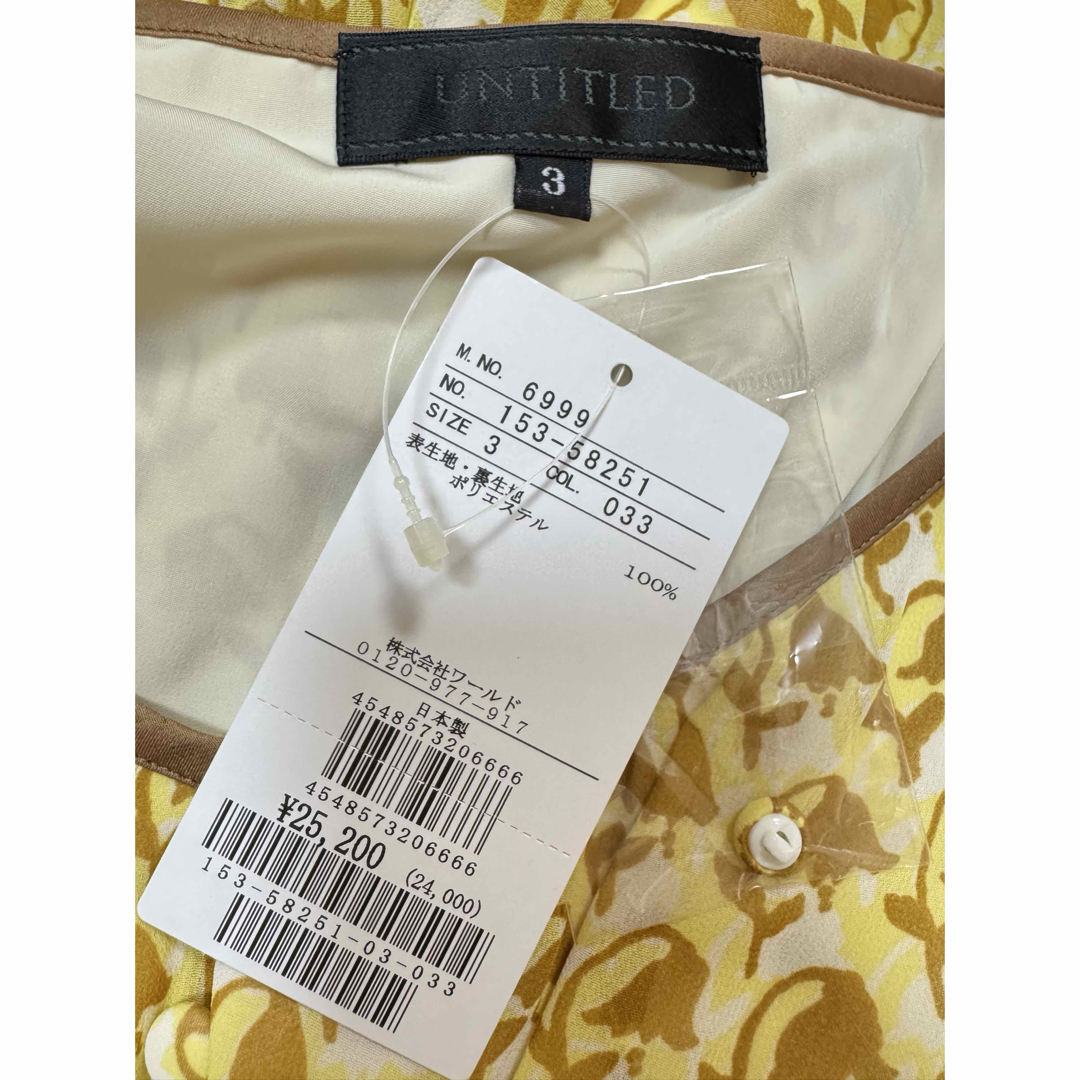 UNTITLED
3
M. NO. 6999
NO. 153-58251
SIZE 3 COL. 033
表生地・裏生地
ポリエステル
100%
株式会社ワールド
0120-977-917
日本製
4548573206666
4548573206666
¥25,200
(24,000)
153-58251-03-033